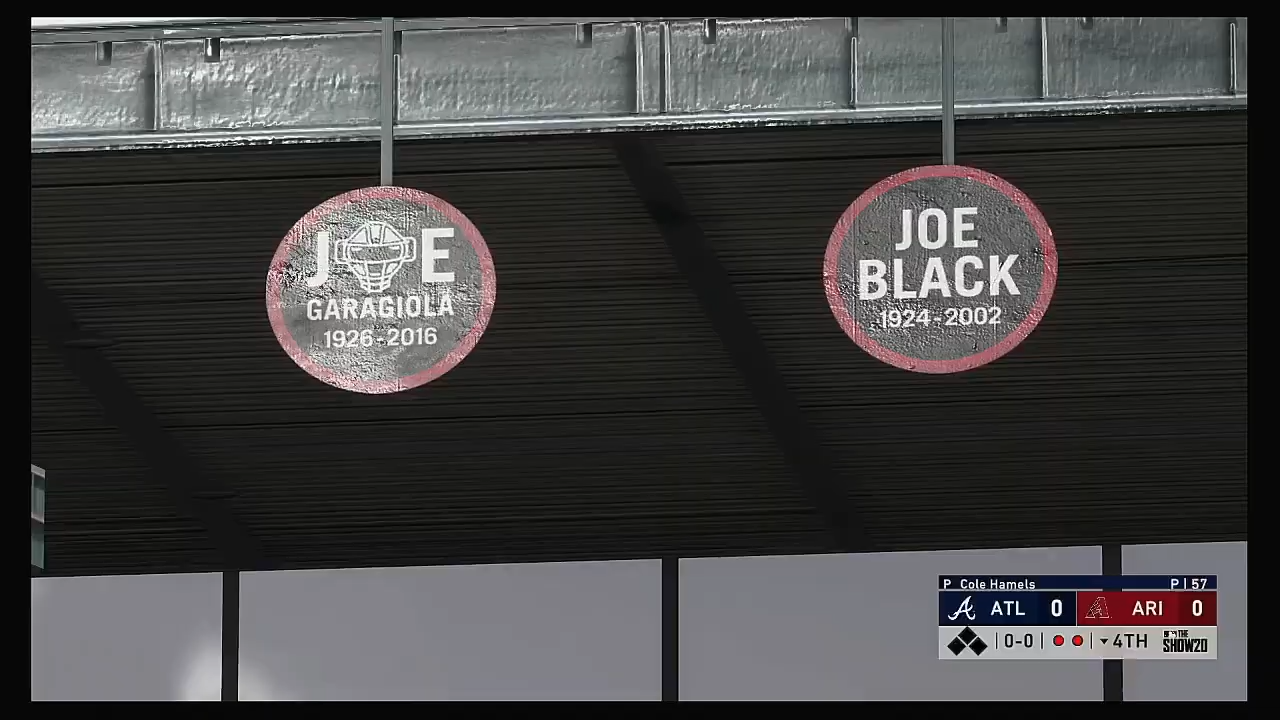 JOE
GARAGIOLA
1926-2016
JOE
BLACK
1924-2002
P Cole Hamels P | 57
ATL 0 ARI 0
0-0 4TH THE
SHOW20